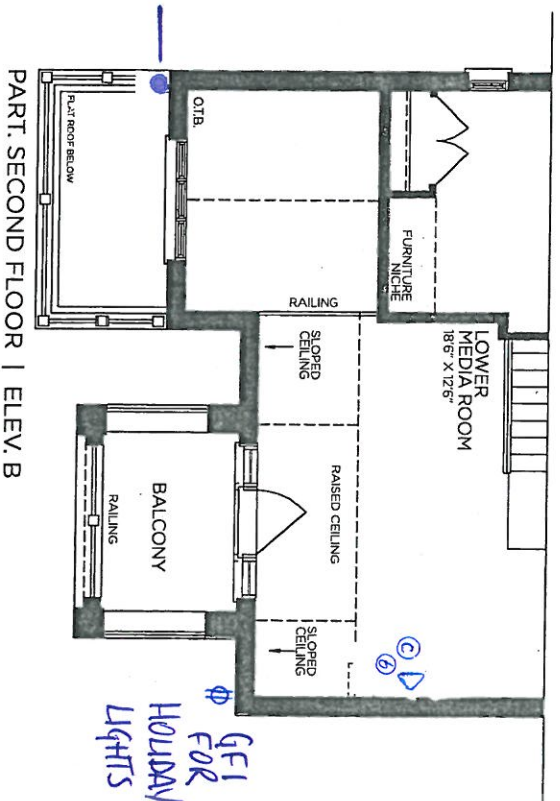 LOWER
MEDIA ROOM
18'6" X 12'6"
FURNITURE
NICHE
O.T.B.
RAILING
SLOPED
CEILING
RAISED CEILING
SLOPED
CEILING
C
6
FLAT ROOF BELOW
BALCONY
RAILING
GFI
FOR
HOLIDAY
LIGHTS
PART. SECOND FLOOR | ELEV. B